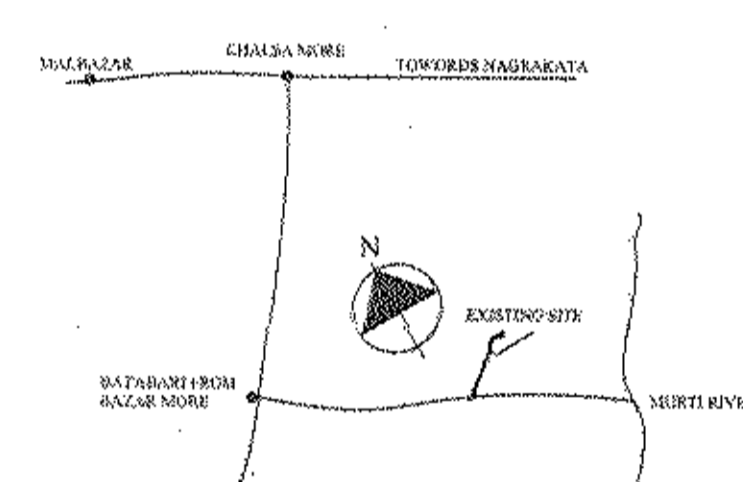 CHALSA MORE
MALBAZAR
TOWORDS NAGRAKATA
N
EXISTING SITE
BATABARI FROM
BAZAR MORE
MURTI RIVE